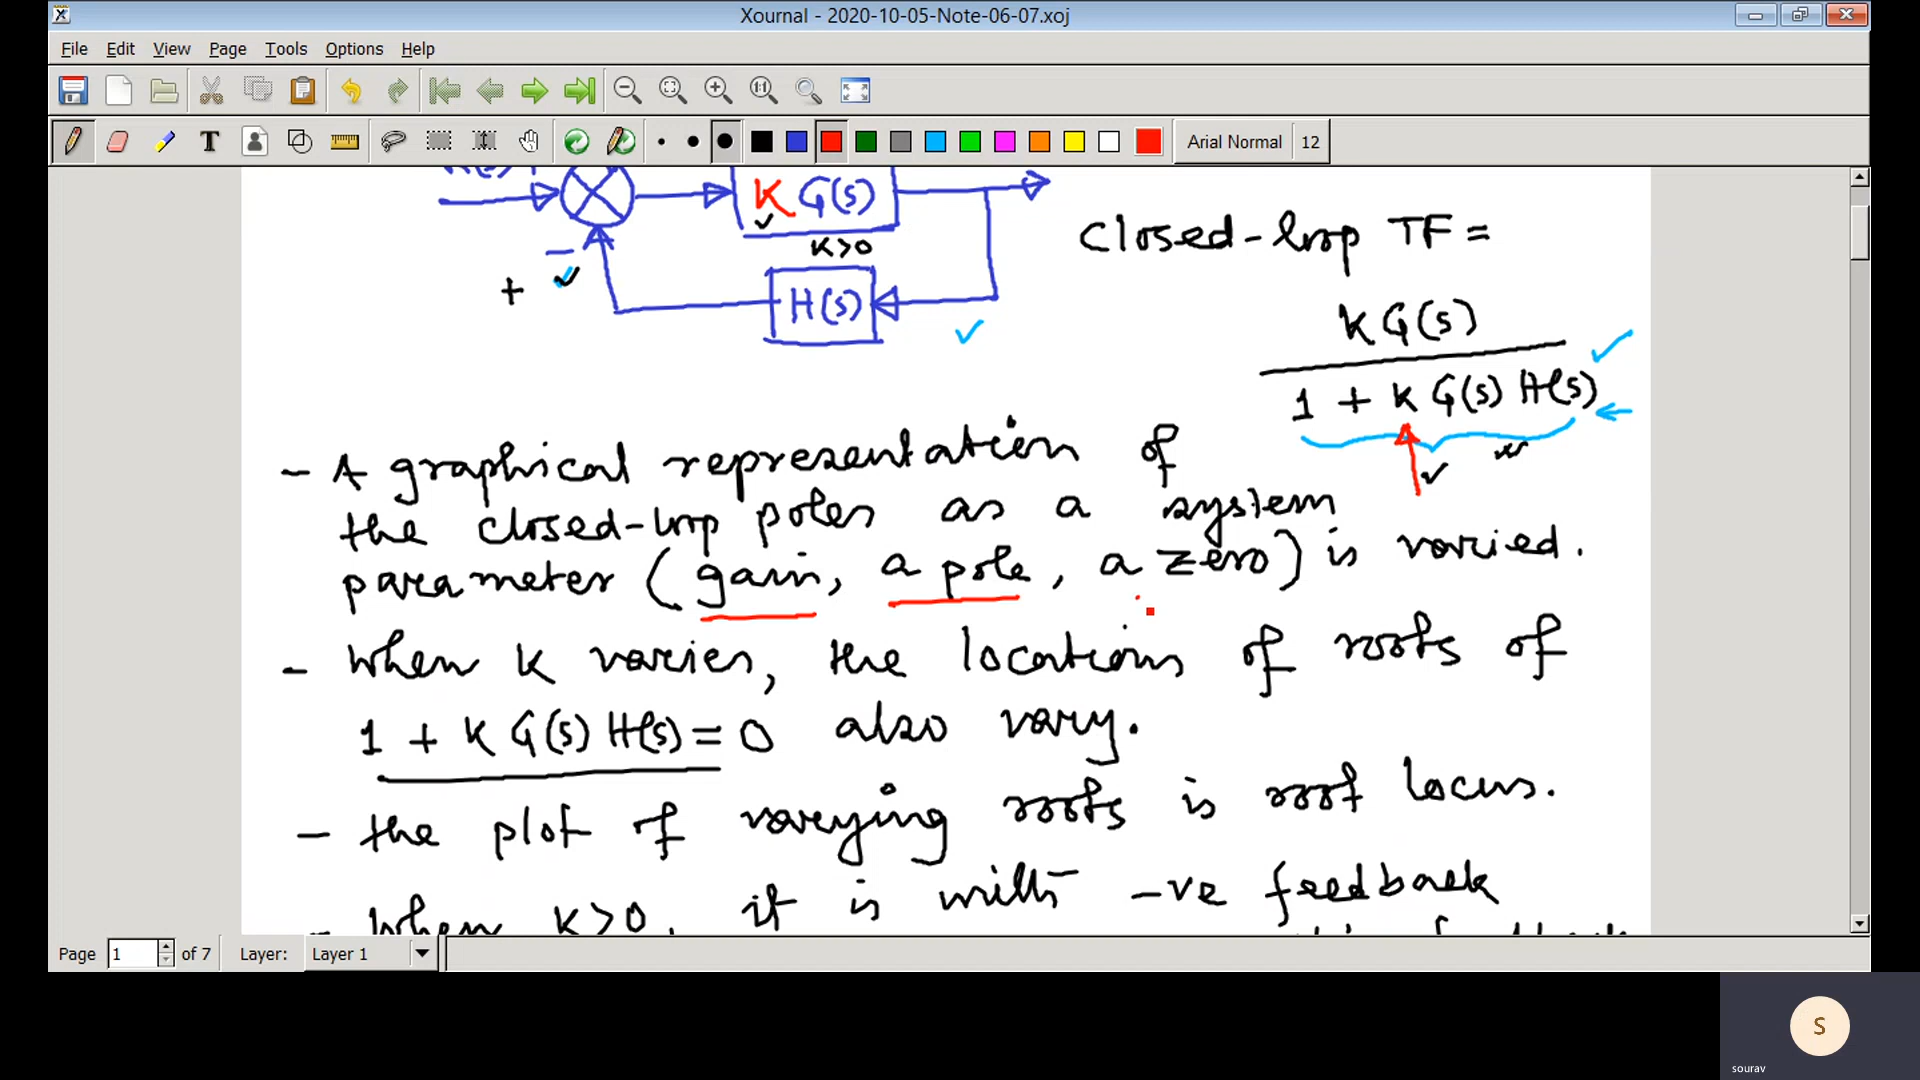 Xournal - 2020-10-05-Note-06-07.xoj
File Edit View Page Tools Options Help
Arial Normal 12
K G(s)
K>0
-
+
H(s)
Closed-loop TF =
K G(s)
1 + K G(s) H(s)
- A graphical representation of
the closed-loop poles as a system
parameter (gain, a pole, a zero) is varied.
- When K varies, the locations of roots of
1 + K G(s) H(s) = 0 also vary.
- the plot of varying roots is root locus.
- When K>0, it is with -ve feedback
Page 1 of 7 Layer: Layer 1
S
sourav